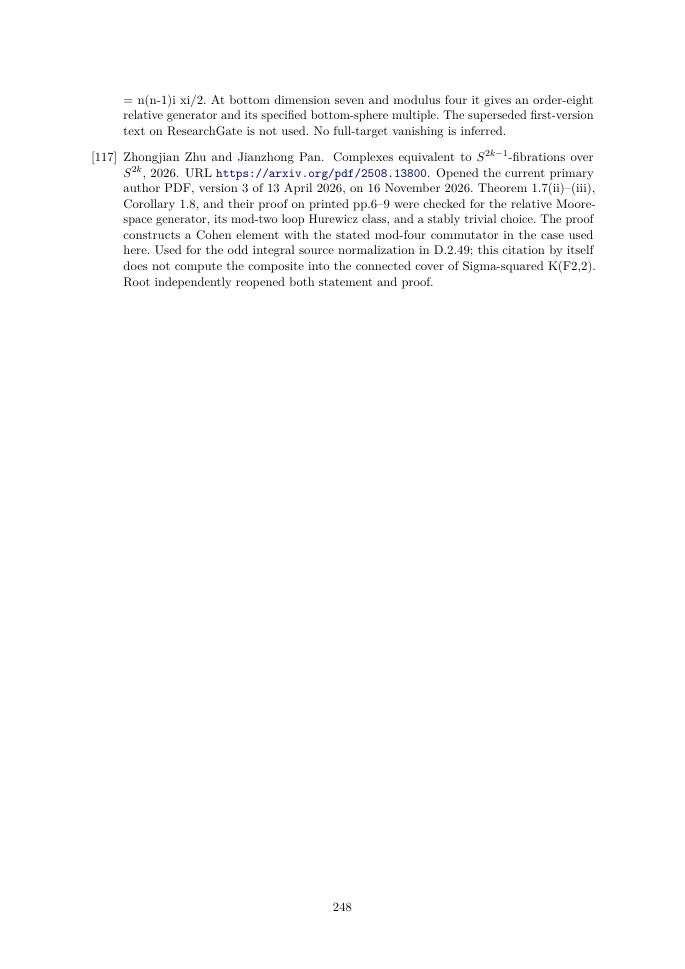 = n(n-1)i xi/2. At bottom dimension seven and modulus four it gives an order-eight
relative generator and its specified bottom-sphere multiple. The superseded first-version
text on ResearchGate is not used. No full-target vanishing is inferred.
[117] Zhongjian Zhu and Jianzhong Pan. Complexes equivalent to S^{2k−1}-fibrations over
S^{2k}, 2026. URL https://arxiv.org/pdf/2508.13800. Opened the current primary
author PDF, version 3 of 13 April 2026, on 16 November 2026. Theorem 1.7(ii)–(iii),
Corollary 1.8, and their proof on printed pp.6–9 were checked for the relative Moore-
space generator, its mod-two loop Hurewicz class, and a stably trivial choice. The proof
constructs a Cohen element with the stated mod-four commutator in the case used
here. Used for the odd integral source normalization in D.2.49; this citation by itself
does not compute the composite into the connected cover of Sigma-squared K(F2,2).
Root independently reopened both statement and proof.
248